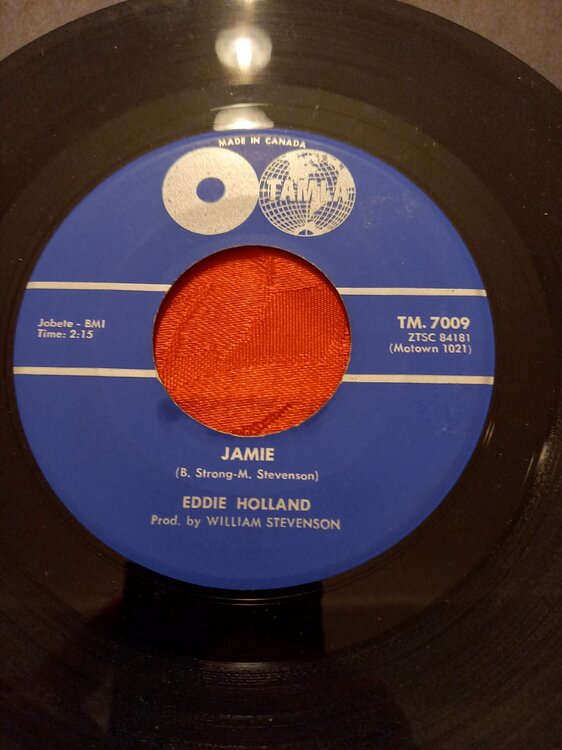 MADE IN CANADA
TAMLA
Jobete - BMI
Time: 2:15
TM. 7009
ZTSC 84181
(Motown 1021)
JAMIE
(B. Strong-M. Stevenson)
EDDIE HOLLAND
Prod. by WILLIAM STEVENSON